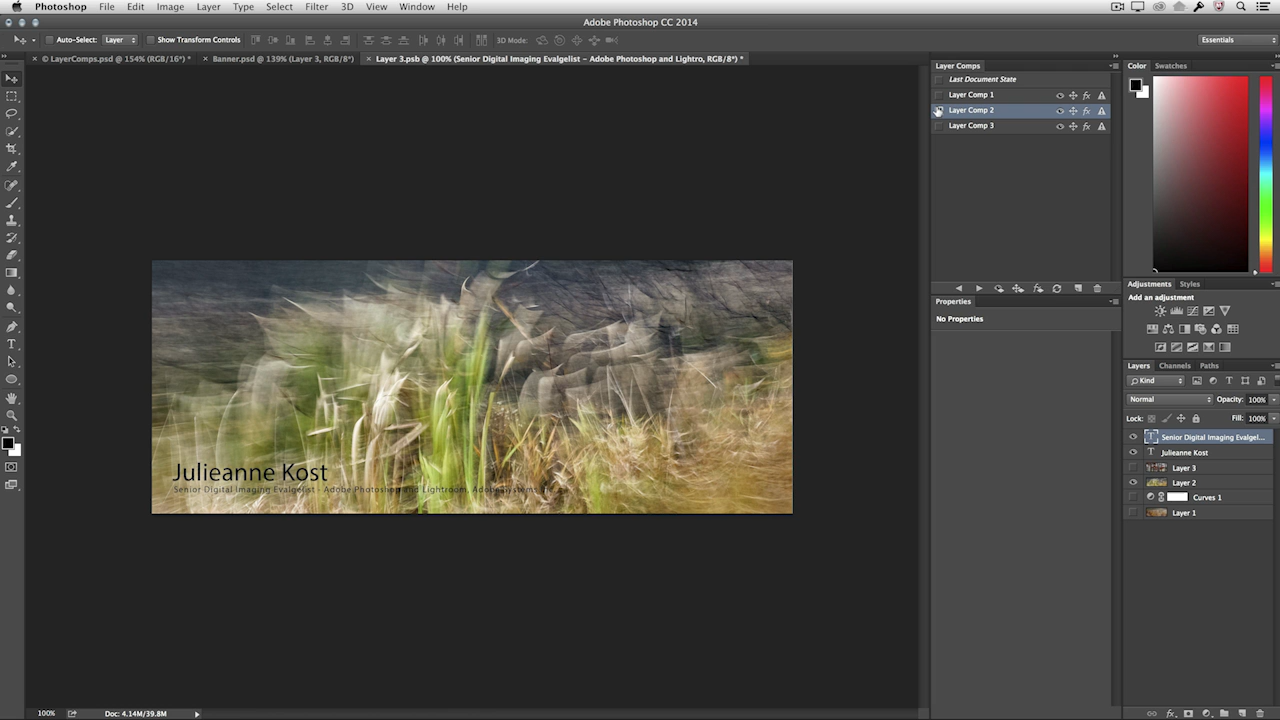 Photoshop File Edit Image Layer Type Select Filter 3D View Window Help
Adobe Photoshop CC 2014
Auto-Select: Layer Show Transform Controls 3D Mode: Essentials
× © LayerComps.psd @ 154% (RGB/16*) * × Banner.psd @ 139% (Layer 3, RGB/8*) × Layer 3.psb @ 100% (Senior Digital Imaging Evalgelist – Adobe Photoshop and Lightro, RGB/8*) *
Layer Comps
Last Document State
Layer Comp 1
Layer Comp 2
Layer Comp 3
Properties
No Properties
Color Swatches
Adjustments Styles
Add an adjustment
Layers Channels Paths
Kind
Normal Opacity: 100%
Lock: Fill: 100%
T Senior Digital Imaging Evalgel...
T Julieanne Kost
Layer 3
Layer 2
Curves 1
Layer 1
Julieanne Kost
Senior Digital Imaging Evalgelist - Adobe Photoshop and Lightroom, Adobe Systems
100% Doc: 4.14M/39.8M